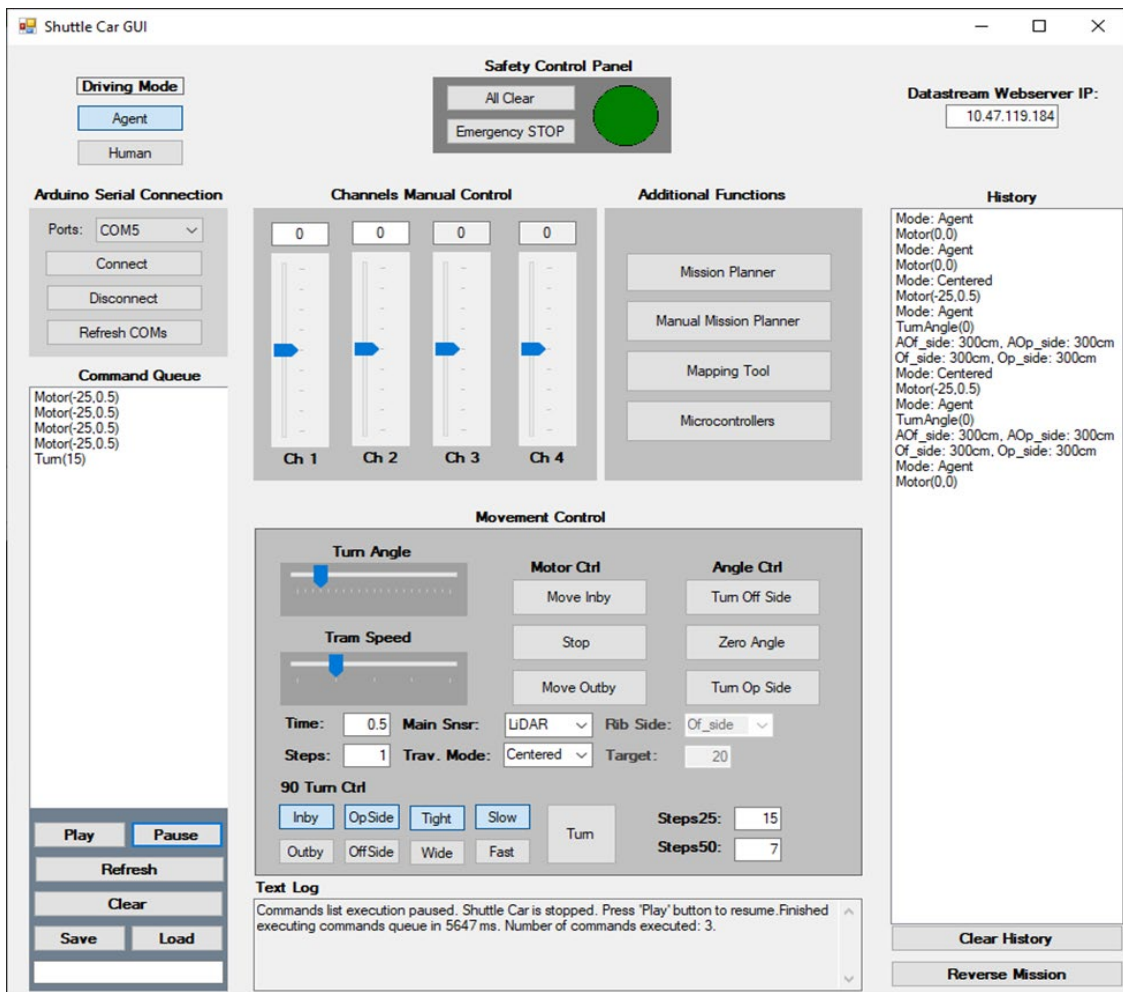 Shuttle Car GUI
Driving Mode
Agent
Human
Safety Control Panel
All Clear
Emergency STOP
Datastream Webserver IP:
10.47.119.184
Arduino Serial Connection
Ports: COM5
Connect
Disconnect
Refresh COMs
Channels Manual Control
0 0 0 0
Ch 1 Ch 2 Ch 3 Ch 4
Additional Functions
Mission Planner
Manual Mission Planner
Mapping Tool
Microcontrollers
History
Mode: Agent
Motor(0,0)
Mode: Agent
Motor(0,0)
Mode: Centered
Motor(-25,0.5)
Mode: Agent
TurnAngle(0)
AOf_side: 300cm, AOp_side: 300cm
Of_side: 300cm, Op_side: 300cm
Mode: Centered
Motor(-25,0.5)
Mode: Agent
TurnAngle(0)
AOf_side: 300cm, AOp_side: 300cm
Of_side: 300cm, Op_side: 300cm
Mode: Agent
Motor(0,0)
Command Queue
Motor(-25,0.5)
Motor(-25,0.5)
Motor(-25,0.5)
Motor(-25,0.5)
Turn(15)
Movement Control
Turn Angle
Tram Speed
Motor Ctrl
Move Inby
Stop
Move Outby
Angle Ctrl
Turn Off Side
Zero Angle
Turn Op Side
Time: 0.5 Main Snsr: LiDAR Rib Side: Of_side
Steps: 1 Trav. Mode: Centered Target: 20
90 Turn Ctrl
Inby OpSide Tight Slow
Outby OffSide Wide Fast
Turn
Steps25: 15
Steps50: 7
Play Pause
Refresh
Clear
Save Load
Text Log
Commands list execution paused. Shuttle Car is stopped. Press 'Play' button to resume.Finished
executing commands queue in 5647 ms. Number of commands executed: 3.
Clear History
Reverse Mission